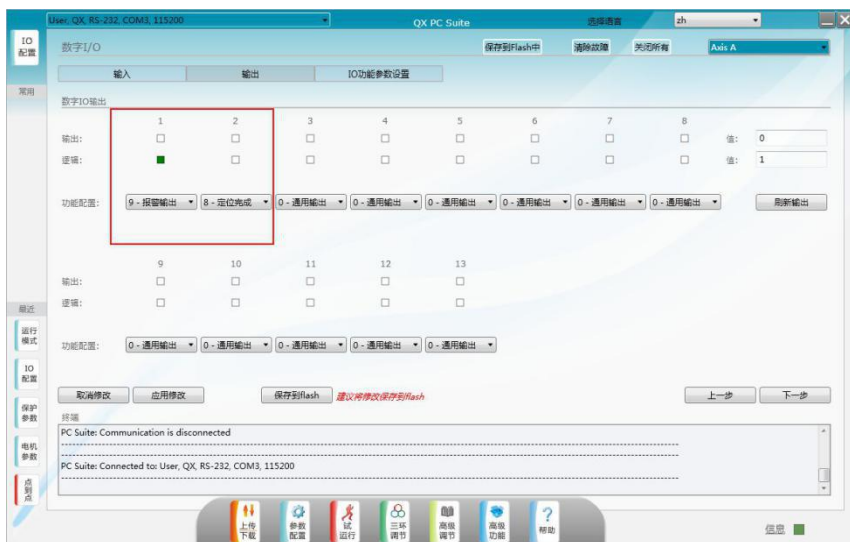 User, QX, RS-232, COM3, 115200
QX PC Suite
选择语言
zh
IO
配置
数字I/O
保存到Flash中
清除故障
关闭所有
Axis A
输入
输出
IO功能参数设置
常用
数字IO输出
1 2 3 4 5 6 7 8
输出: 值: 0
逻辑: 值: 1
功能配置: 9 - 报警输出 8 - 定位完成 0 - 通用输出 0 - 通用输出 0 - 通用输出 0 - 通用输出 0 - 通用输出 0 - 通用输出 刷新输出
9 10 11 12 13
输出:
逻辑:
最近
运行
模式
功能配置: 0 - 通用输出 0 - 通用输出 0 - 通用输出 0 - 通用输出 0 - 通用输出
IO
配置
取消修改 应用修改 保存到flash 建议将修改保存到flash 上一步 下一步
保护
参数
终端
PC Suite: Communication is disconnected
PC Suite: Connected to: User, QX, RS-232, COM3, 115200
电机
参数
点
到
点
上传
下载
参数
配置
试
运行
三环
调节
高级
调节
高级
功能
帮助
信息